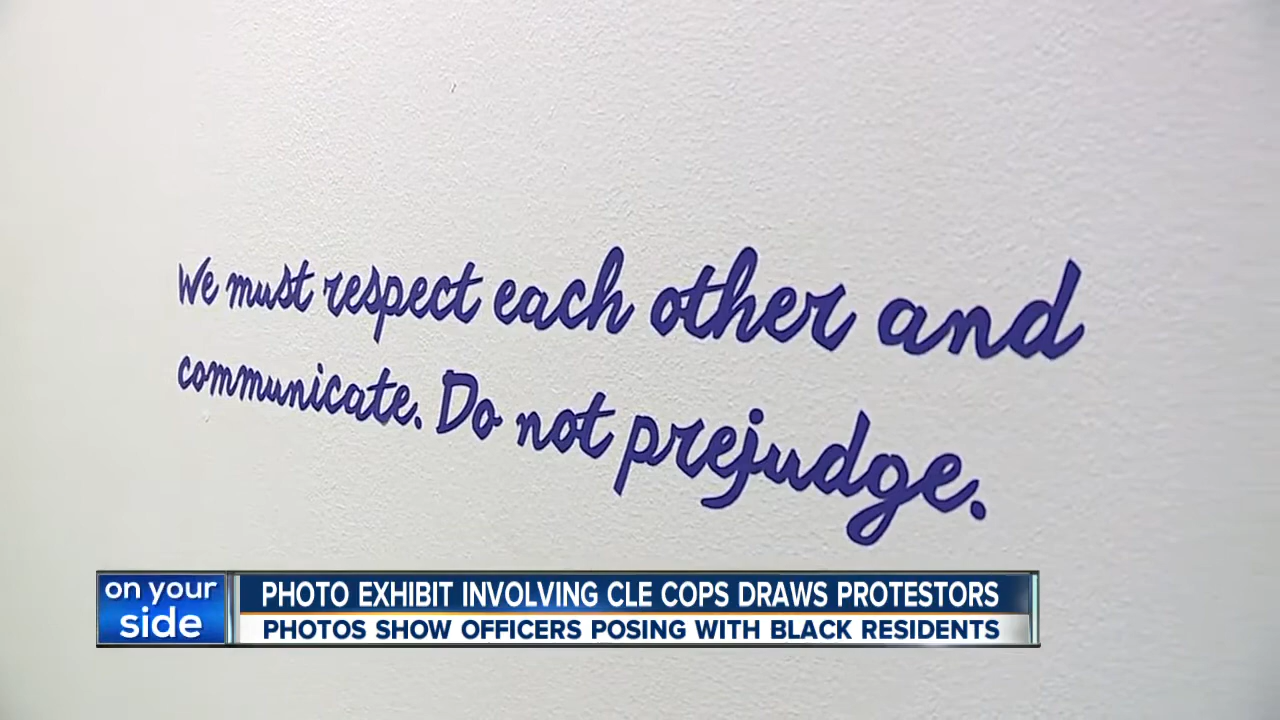 We must respect each other and
communicate. Do not prejudge.
on your
side
PHOTO EXHIBIT INVOLVING CLE COPS DRAWS PROTESTORS
PHOTOS SHOW OFFICERS POSING WITH BLACK RESIDENTS